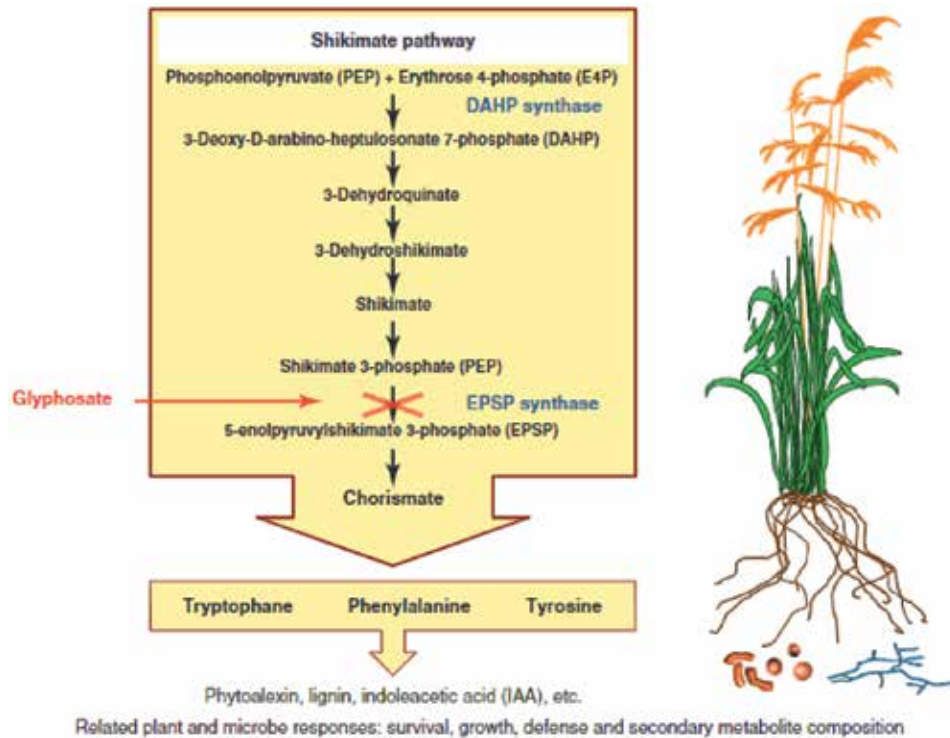 Shikimate pathway
Phosphoenolpyruvate (PEP) + Erythrose 4-phosphate (E4P)
DAHP synthase
3-Deoxy-D-arabino-heptulosonate 7-phosphate (DAHP)
3-Dehydroquinate
3-Dehydroshikimate
Shikimate
Shikimate 3-phosphate (PEP)
Glyphosate
EPSP synthase
5-enolpyruvylshikimate 3-phosphate (EPSP)
Chorismate
Tryptophane Phenylalanine Tyrosine
Phytoalexin, lignin, indoleacetic acid (IAA), etc.
Related plant and microbe responses: survival, growth, defense and secondary metabolite composition